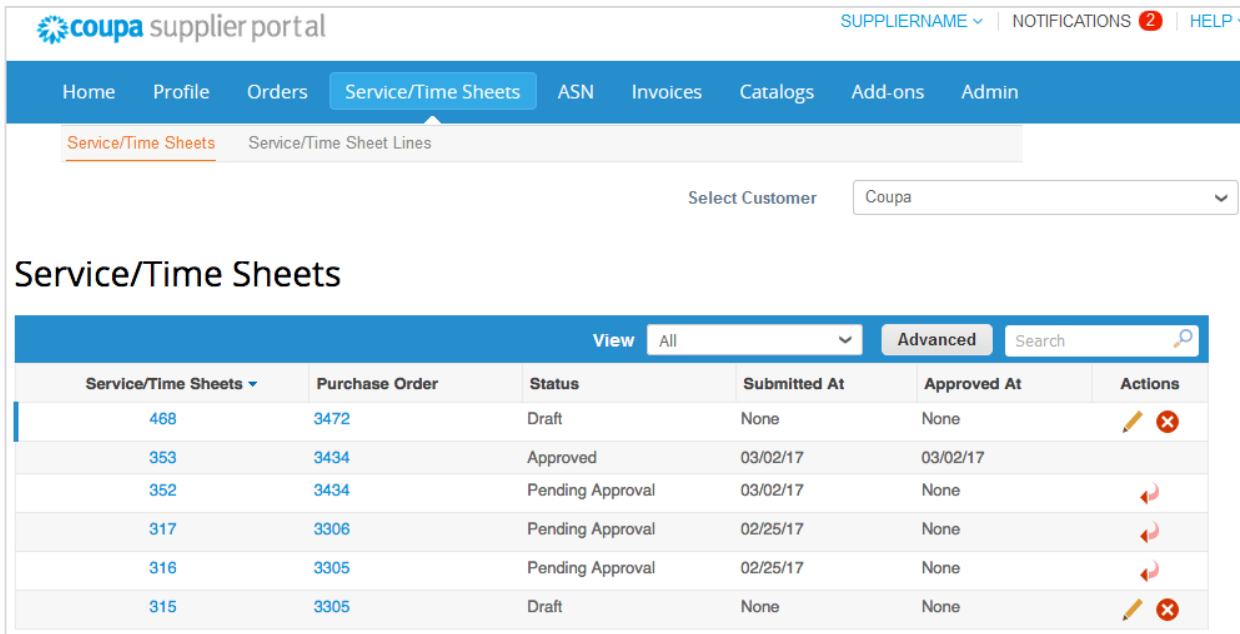 coupa supplier portal SUPPLIERNAME NOTIFICATIONS 2 HELP
Home Profile Orders Service/Time Sheets ASN Invoices Catalogs Add-ons Admin
Service/Time Sheets Service/Time Sheet Lines
Select Customer Coupa
Service/Time Sheets
View All Advanced Search
Service/Time Sheets Purchase Order Status Submitted At Approved At Actions
468 3472 Draft None None
353 3434 Approved 03/02/17 03/02/17
352 3434 Pending Approval 03/02/17 None
317 3306 Pending Approval 02/25/17 None
316 3305 Pending Approval 02/25/17 None
315 3305 Draft None None